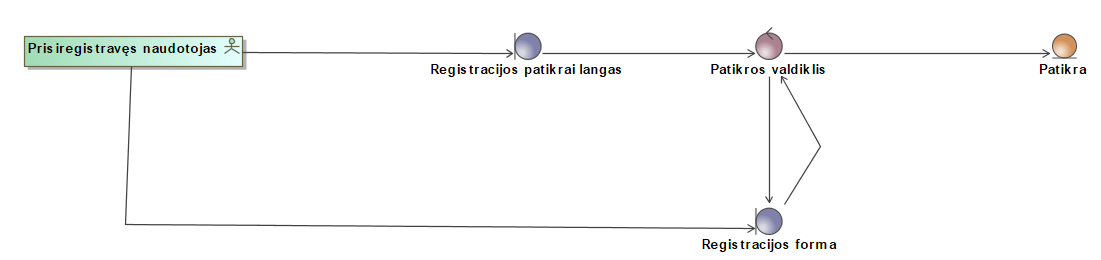 Prisiregistravęs naudotojas
Registracijos patikrai langas
Patikros valdiklis
Patikra
Registracijos forma